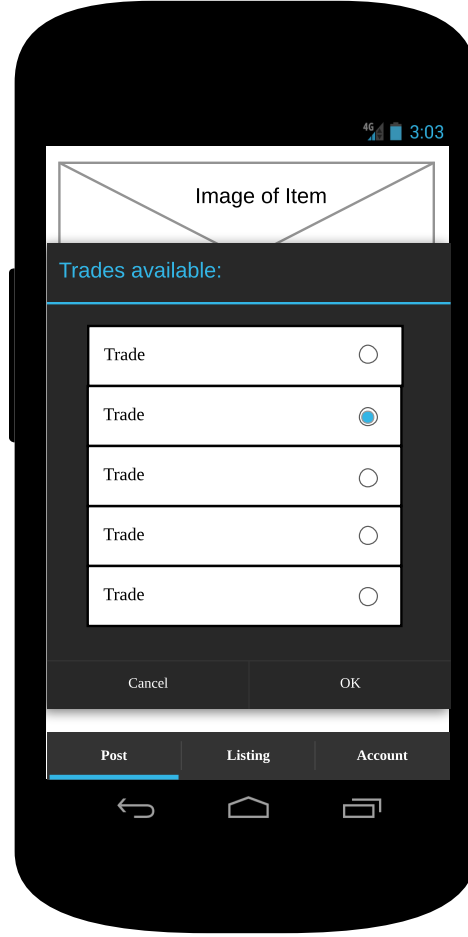 4G 3:03
Image of Item
Trades available:
Trade
Trade
Trade
Trade
Trade
Cancel OK
Post Listing Account